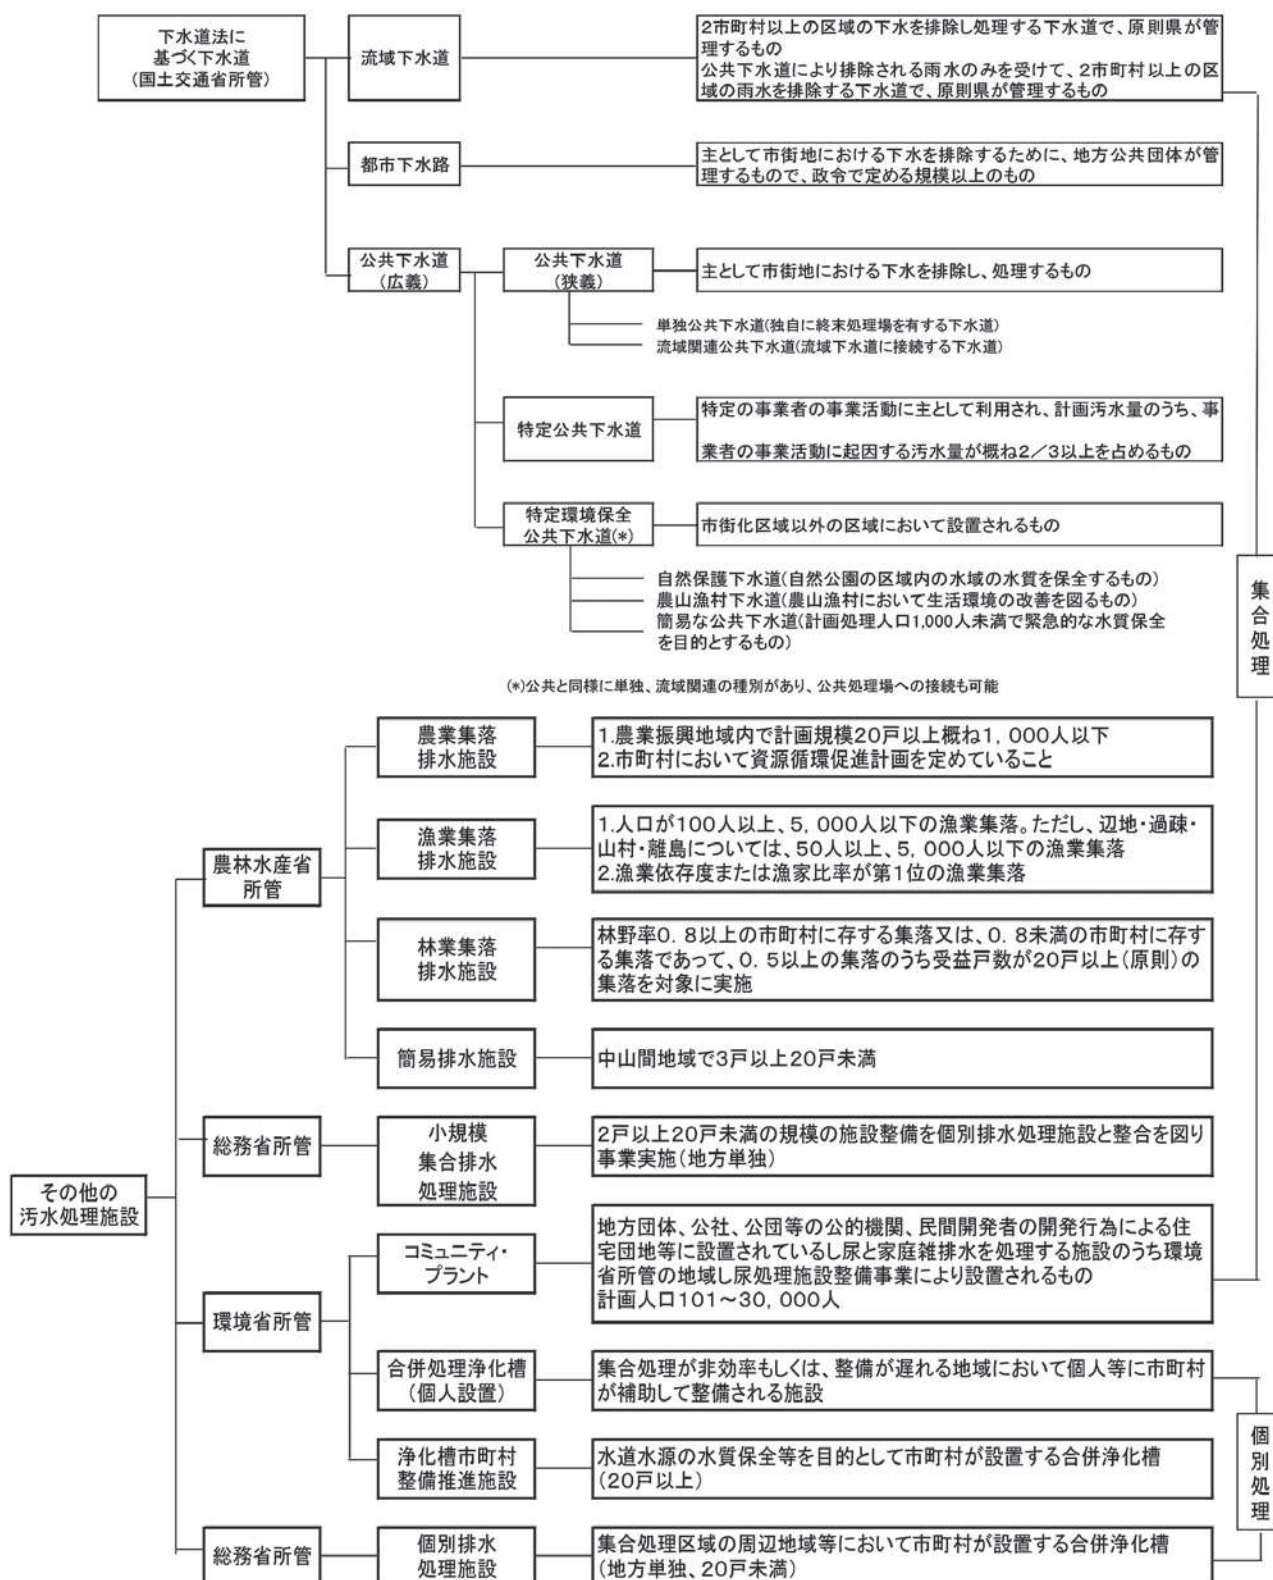 下水道法に
基づく下水道
(国土交通省所管)
流域下水道
2市町村以上の区域の下水を排除し処理する下水道で、原則県が管
理するもの
公共下水道により排除される雨水のみを受けて、2市町村以上の区
域の雨水を排除する下水道で、原則県が管理するもの
都市下水路
主として市街地における下水を排除するために、地方公共団体が管
理するもので、政令で定める規模以上のもの
公共下水道
(広義)
公共下水道
(狭義)
主として市街地における下水を排除し、処理するもの
単独公共下水道(独自に終末処理場を有する下水道)
流域関連公共下水道(流域下水道に接続する下水道)
特定公共下水道
特定の事業者の事業活動に主として利用され、計画汚水量のうち、事
業者の事業活動に起因する汚水量が概ね2/3以上を占めるもの
特定環境保全
公共下水道(*)
市街化区域以外の区域において設置されるもの
自然保護下水道(自然公園の区域内の水域の水質を保全するもの)
農山漁村下水道(農山漁村において生活環境の改善を図るもの)
簡易な公共下水道(計画処理人口1,000人未満で緊急的な水質保全
を目的とするもの)
(*)公共と同様に単独、流域関連の種別があり、公共処理場への接続も可能
集合処理
その他の
汚水処理施設
農林水産省
所管
農業集落
排水施設
1.農業振興地域内で計画規模20戸以上概ね1,000人以下
2.市町村において資源循環促進計画を定めていること
漁業集落
排水施設
1.人口が100人以上、5,000人以下の漁業集落。ただし、辺地・過疎・
山村・離島については、50人以上、5,000人以下の漁業集落
2.漁業依存度または漁家比率が第1位の漁業集落
林業集落
排水施設
林野率0.8以上の市町村に存する集落又は、0.8未満の市町村に存す
る集落であって、0.5以上の集落のうち受益戸数が20戸以上(原則)の
集落を対象に実施
簡易排水施設
中山間地域で3戸以上20戸未満
総務省所管
小規模
集合排水
処理施設
2戸以上20戸未満の規模の施設整備を個別排水処理施設と整合を図り
事業実施(地方単独)
環境省所管
コミュニティ・
プラント
地方団体、公社、公団等の公的機関、民間開発者の開発行為による住
宅団地等に設置されているし尿と家庭雑排水を処理する施設のうち環境
省所管の地域し尿処理施設整備事業により設置されるもの
計画人口101～30,000人
合併処理浄化槽
(個人設置)
集合処理が非効率もしくは、整備が遅れる地域において個人等に市町村
が補助して整備される施設
浄化槽市町村
整備推進施設
水道水源の水質保全等を目的として市町村が設置する合併浄化槽
(20戸以上)
総務省所管
個別排水
処理施設
集合処理区域の周辺地域等において市町村が設置する合併浄化槽
(地方単独、20戸未満)
個別処理